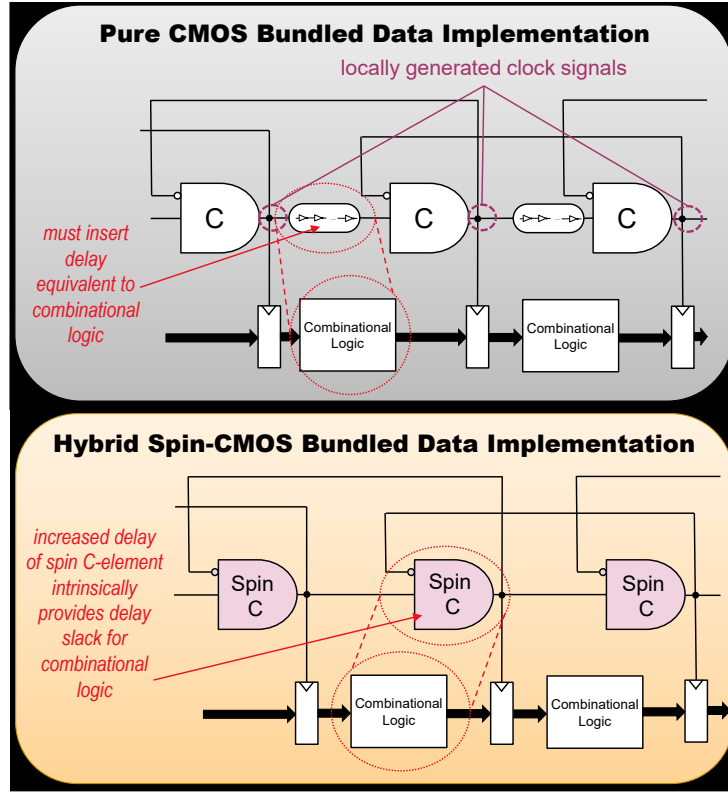 Pure CMOS Bundled Data Implementation
locally generated clock signals
C
C
C
must insert
delay
equivalent to
combinational
logic
Combinational
Logic
Combinational
Logic
Hybrid Spin-CMOS Bundled Data Implementation
increased delay
of spin C-element
intrinsically
provides delay
slack for
combinational
logic
Spin
C
Spin
C
Spin
C
Combinational
Logic
Combinational
Logic